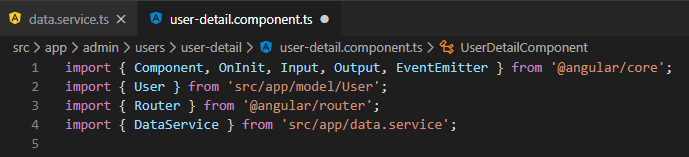 data.service.ts user-detail.component.ts
src > app > admin > users > user-detail > user-detail.component.ts > UserDetailComponent
1 import { Component, OnInit, Input, Output, EventEmitter } from '@angular/core';
2 import { User } from 'src/app/model/User';
3 import { Router } from '@angular/router';
4 import { DataService } from 'src/app/data.service';
5